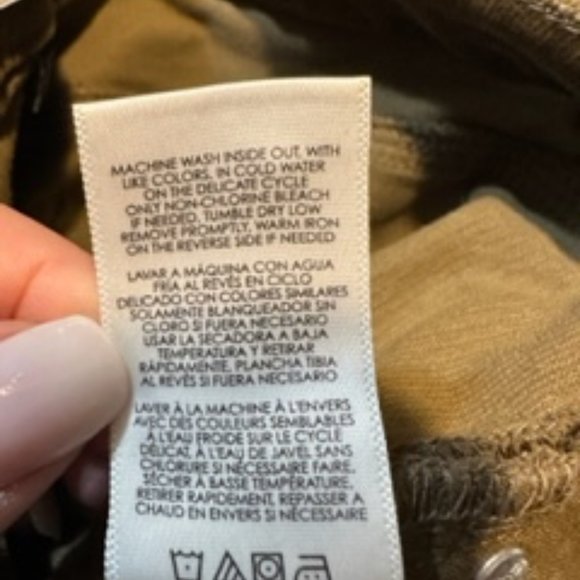 MACHINE WASH INSIDE OUT, WITH
LIKE COLORS, IN COLD WATER
ON THE DELICATE CYCLE
ONLY NON-CHLORINE BLEACH
IF NEEDED, TUMBLE DRY LOW
REMOVE PROMPTLY, WARM IRON
ON THE REVERSE SIDE IF NEEDED
LAVAR A MÁQUINA CON AGUA
FRÍA AL REVÉS EN CICLO
DELICADO CON COLORES SIMILARES
SOLAMENTE BLANQUEADOR SIN
CLORO SI FUERA NECESARIO
USAR LA SECADORA A BAJA
TEMPERATURA Y RETIRAR
RÁPIDAMENTE, PLANCHA TIBIA
AL REVÉS SI FUERA NECESARIO
LAVER À LA MACHINE À L'ENVERS
AVEC DES COULEURS SEMBLABLES
À L'EAU FROIDE SUR LE CYCLE
DÉLICAT, À L'EAU DE JAVEL SANS
CHLORURE SI NÉCESSAIRE FAIRE,
SÉCHER À BASSE TEMPÉRATURE,
RETIRER RAPIDEMENT, REPASSER A
CHAUD EN ENVERS SI NÉCESSAIRE